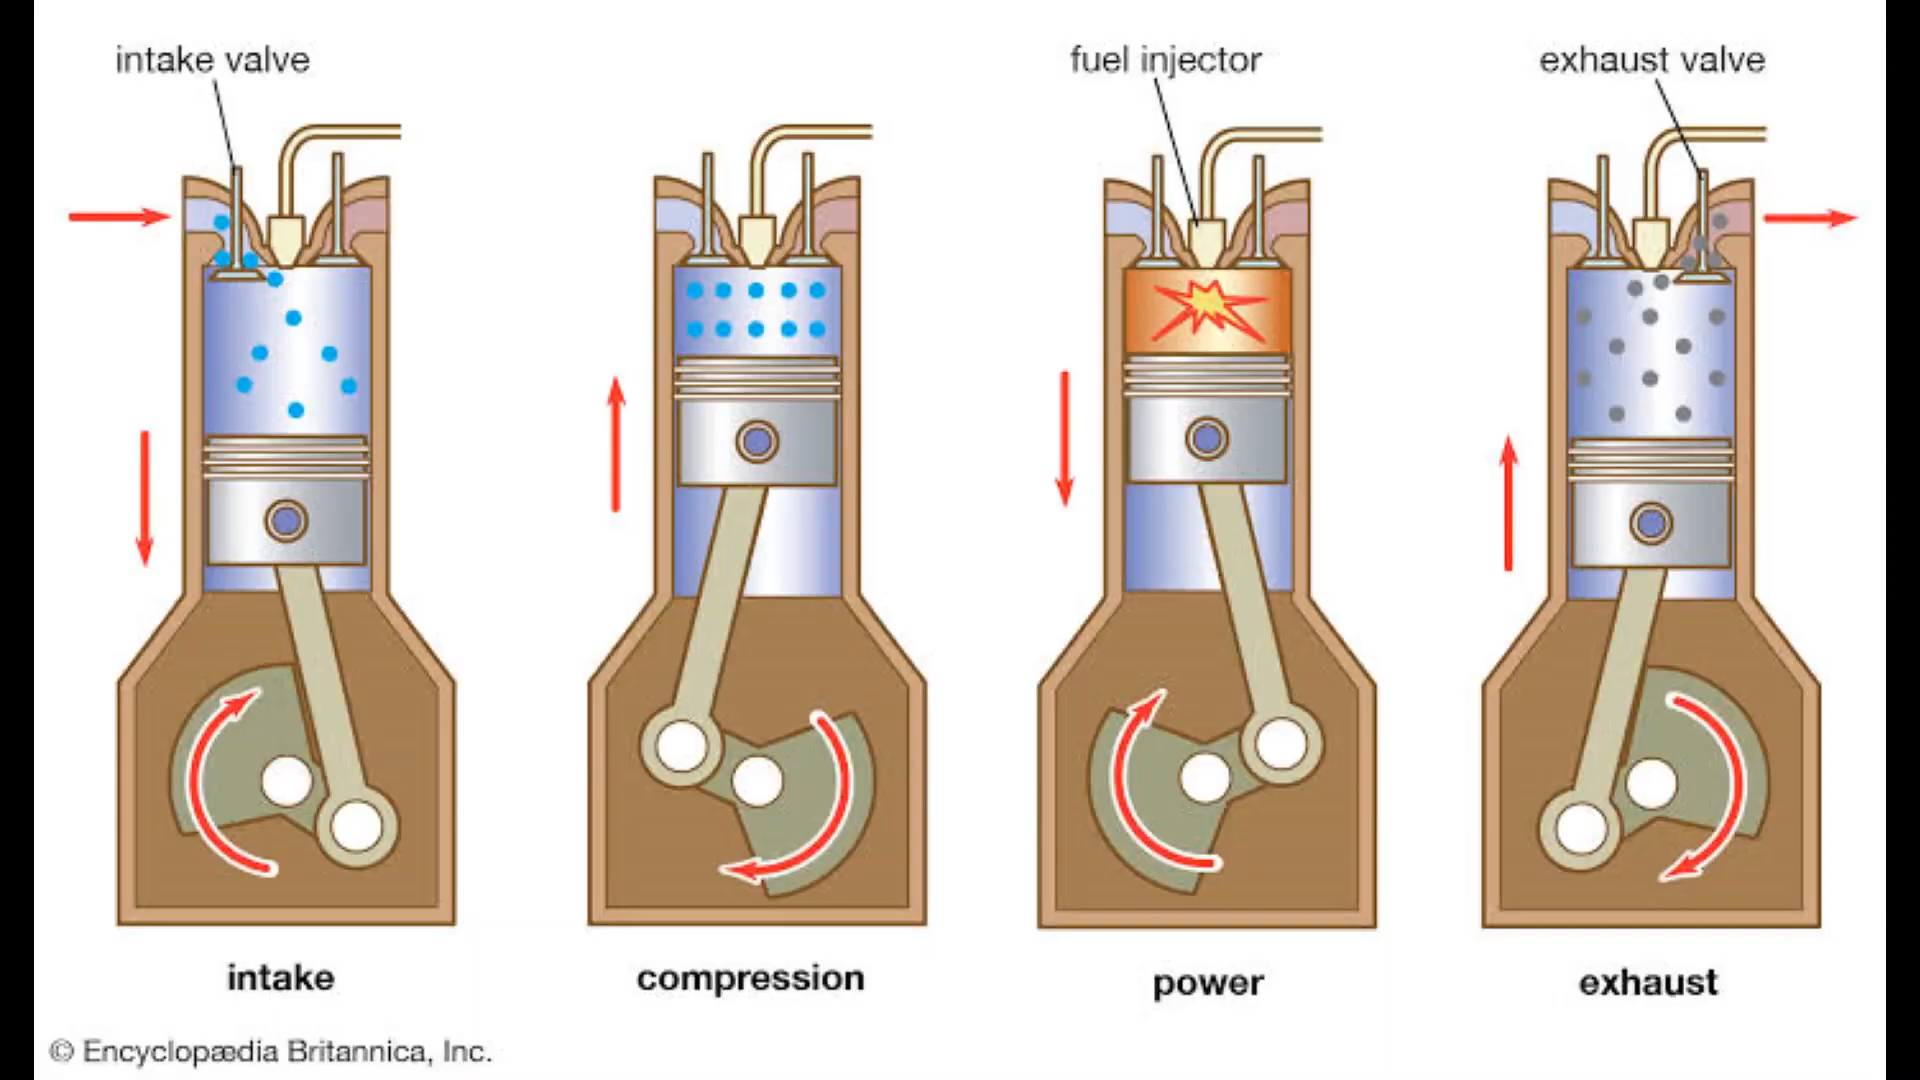 intake valve
fuel injector
exhaust valve
intake
compression
power
exhaust
© Encyclopædia Britannica, Inc.